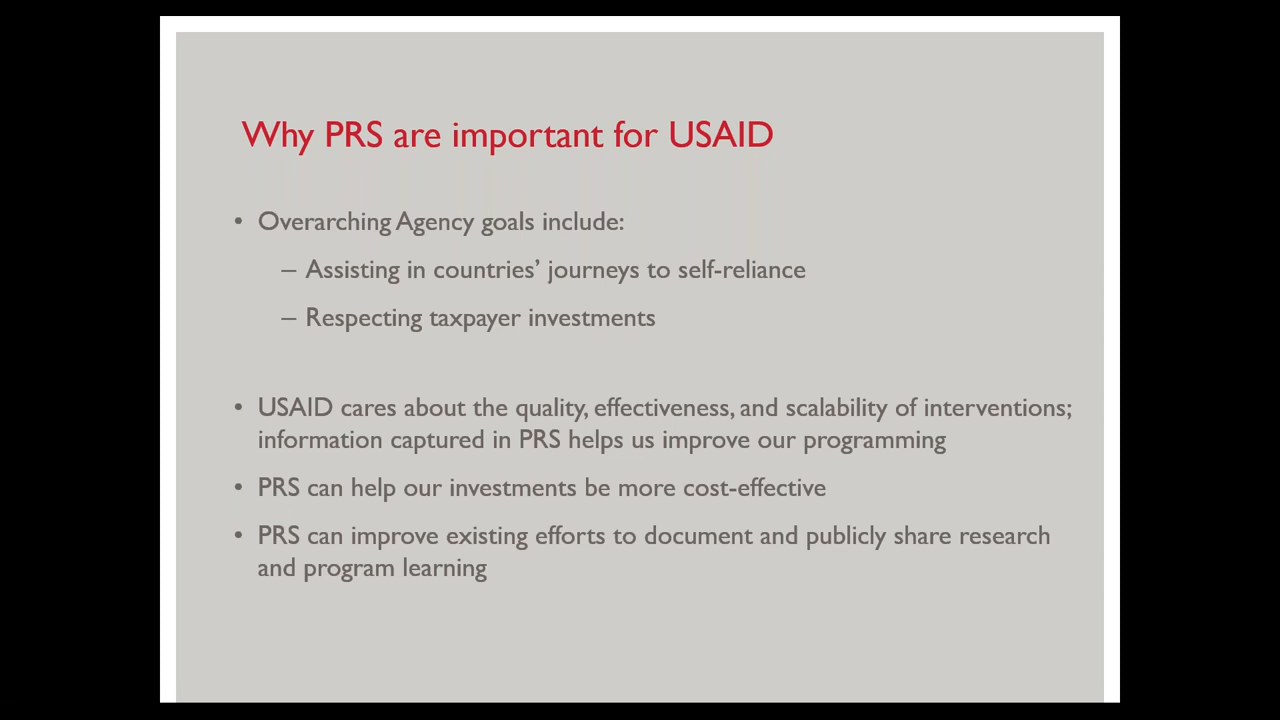 Why PRS are important for USAID
• Overarching Agency goals include:
– Assisting in countries’ journeys to self-reliance
– Respecting taxpayer investments
• USAID cares about the quality, effectiveness, and scalability of interventions;
information captured in PRS helps us improve our programming
• PRS can help our investments be more cost-effective
• PRS can improve existing efforts to document and publicly share research
and program learning